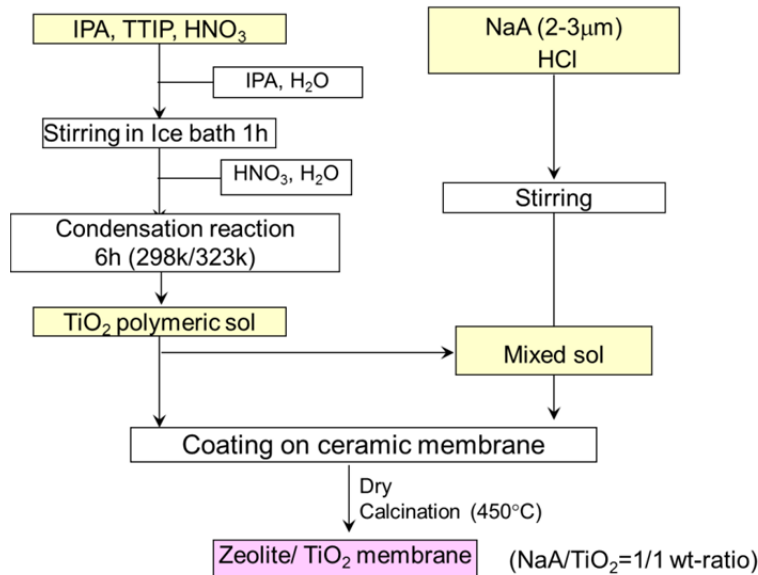 IPA, TTIP, HNO₃
IPA, H₂O
Stirring in Ice bath 1h
HNO₃, H₂O
Condensation reaction
6h (298k/323k)
TiO₂ polymeric sol
NaA (2-3μm)
HCl
Stirring
Mixed sol
Coating on ceramic membrane
Dry
Calcination (450°C)
Zeolite/ TiO₂ membrane
(NaA/TiO₂=1/1 wt-ratio)